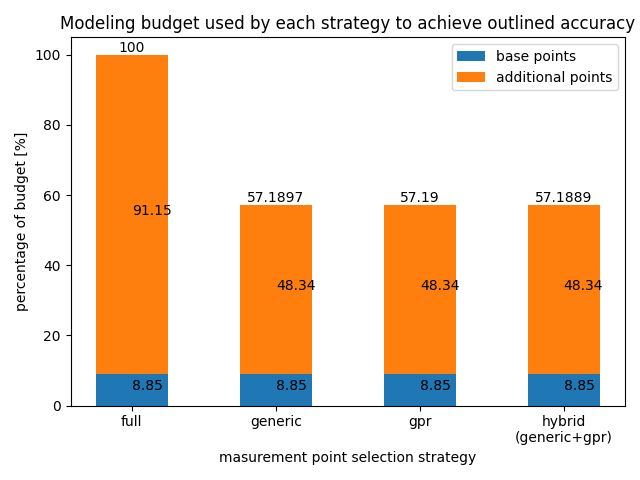 Modeling budget used by each strategy to achieve outlined accuracy
base points
additional points
percentage of budget [%]
100
80
60
40
20
0
100
57.1897
57.19
57.1889
91.15
48.34
48.34
48.34
8.85
8.85
8.85
8.85
full
generic
gpr
hybrid
(generic+gpr)
masurement point selection strategy